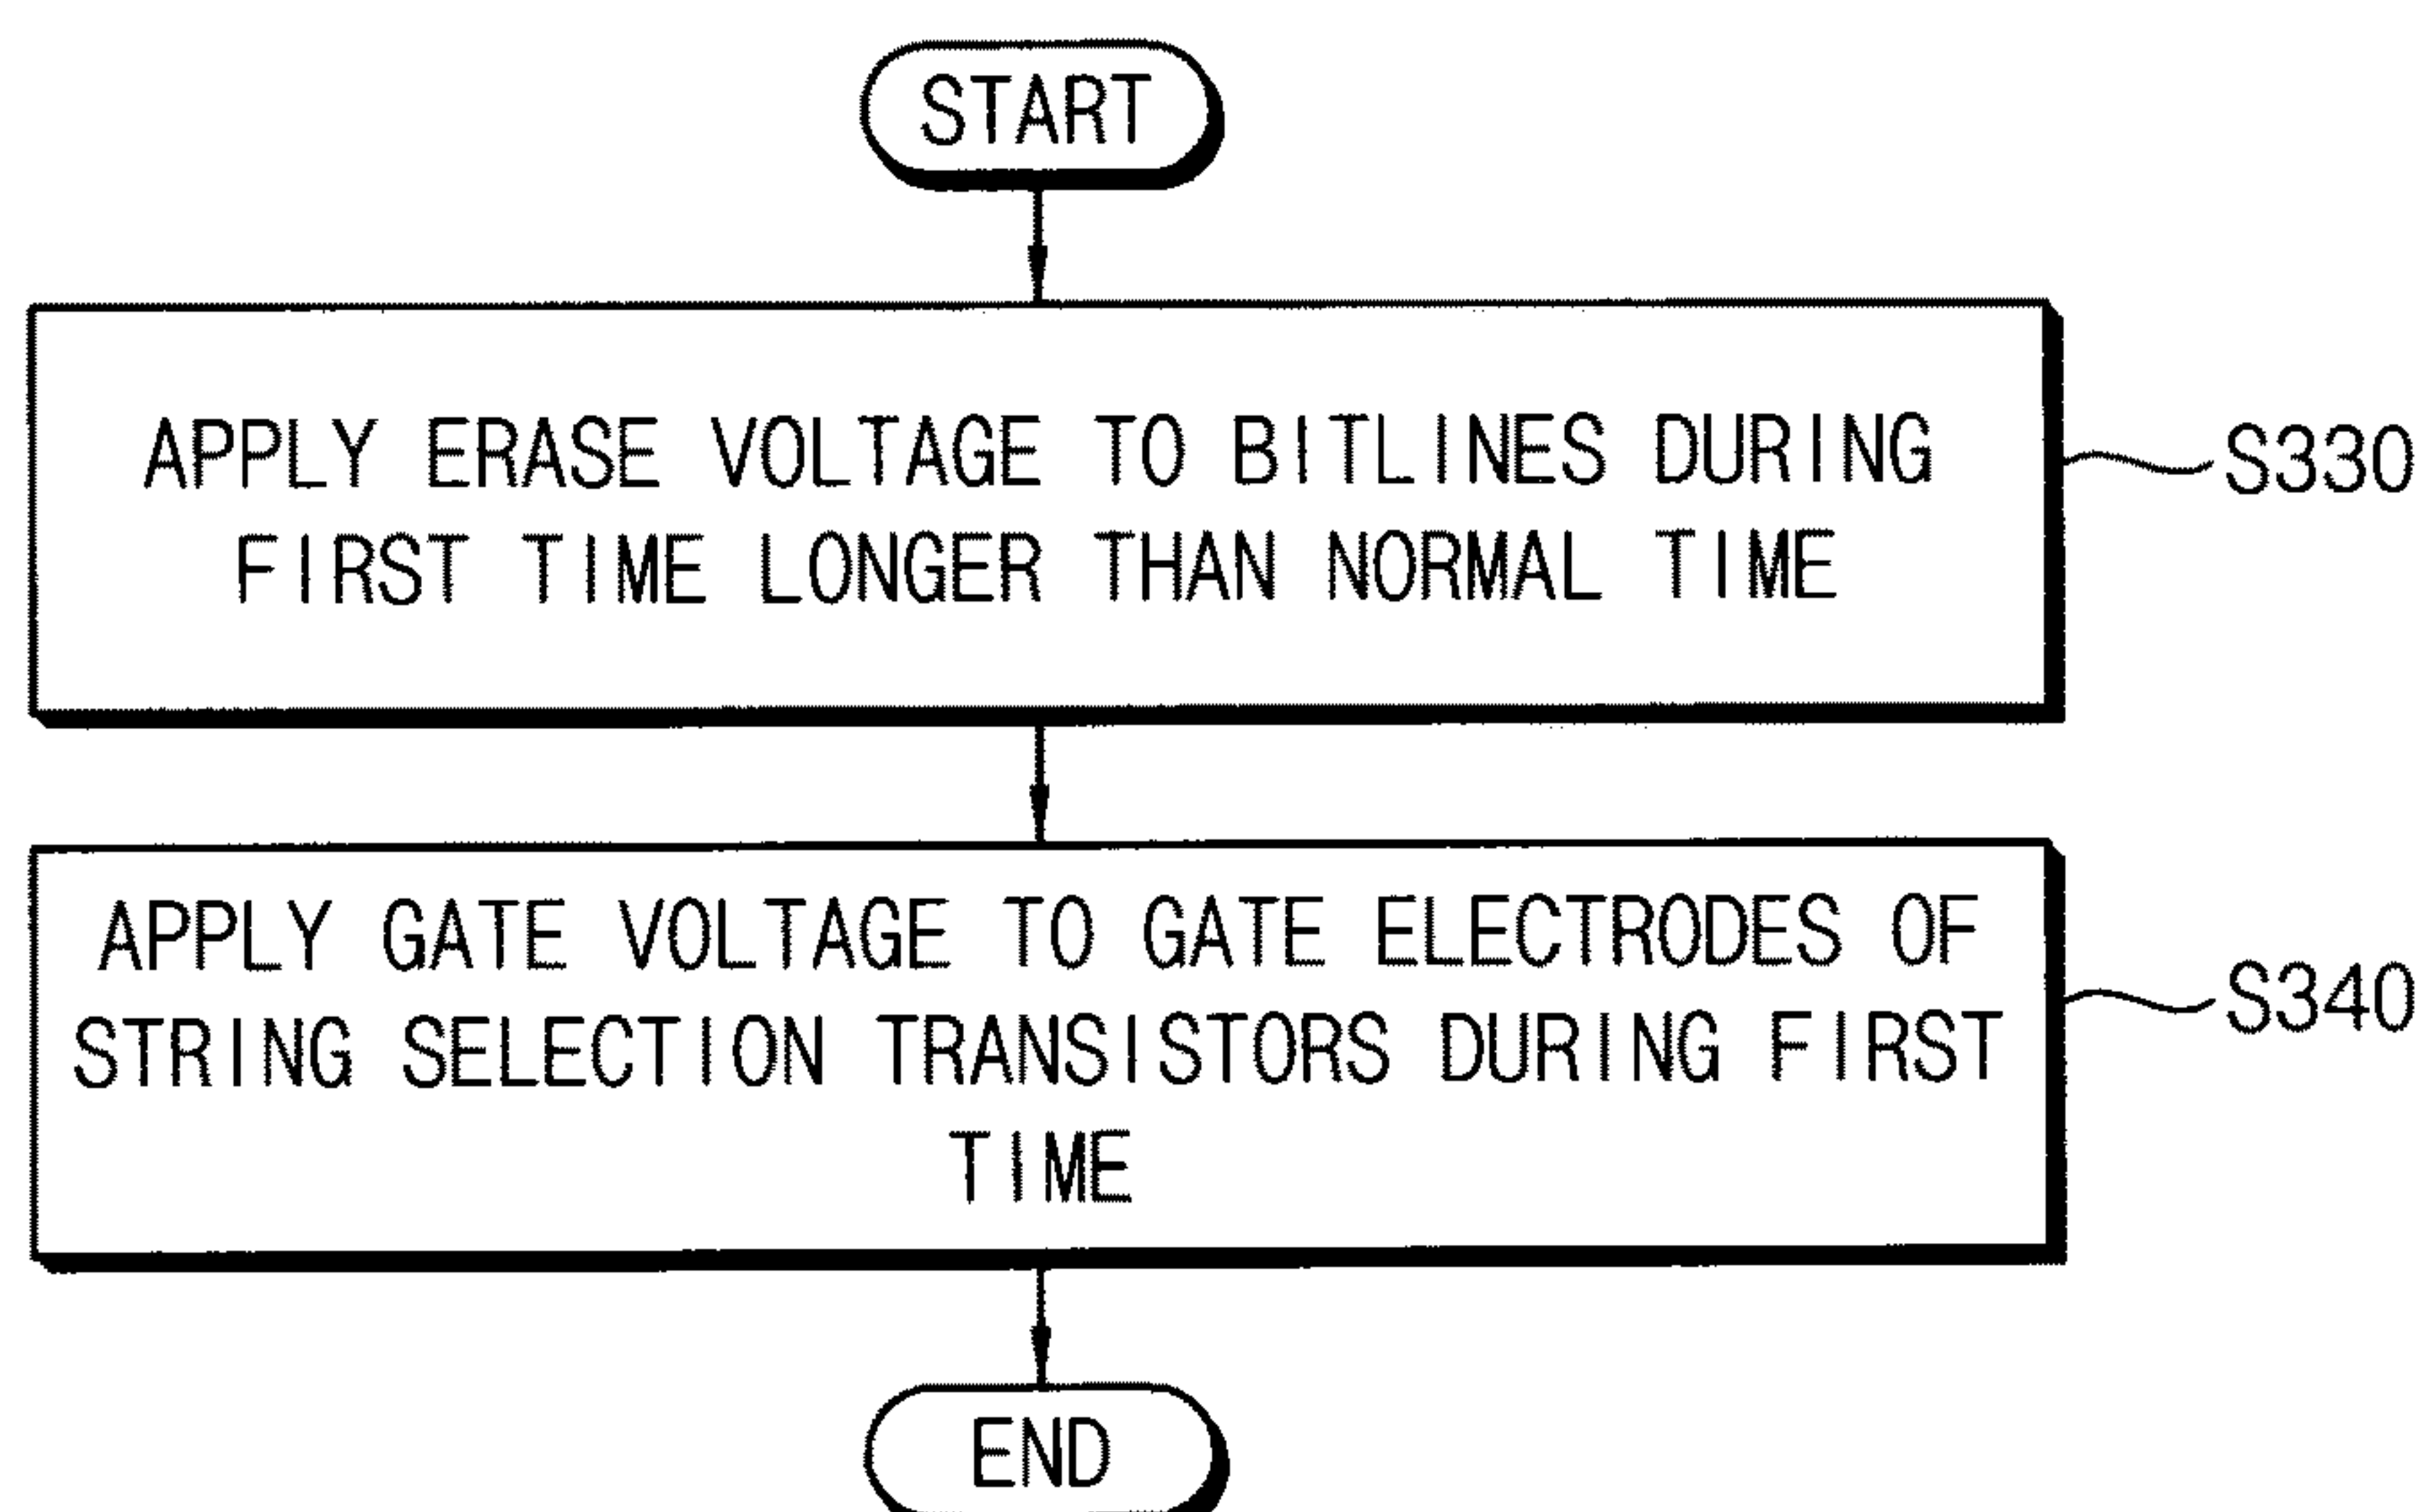 START
APPLY ERASE VOLTAGE TO BITLINES DURING
FIRST TIME LONGER THAN NORMAL TIME
S330
APPLY GATE VOLTAGE TO GATE ELECTRODES OF
STRING SELECTION TRANSISTORS DURING FIRST
TIME
S340
END